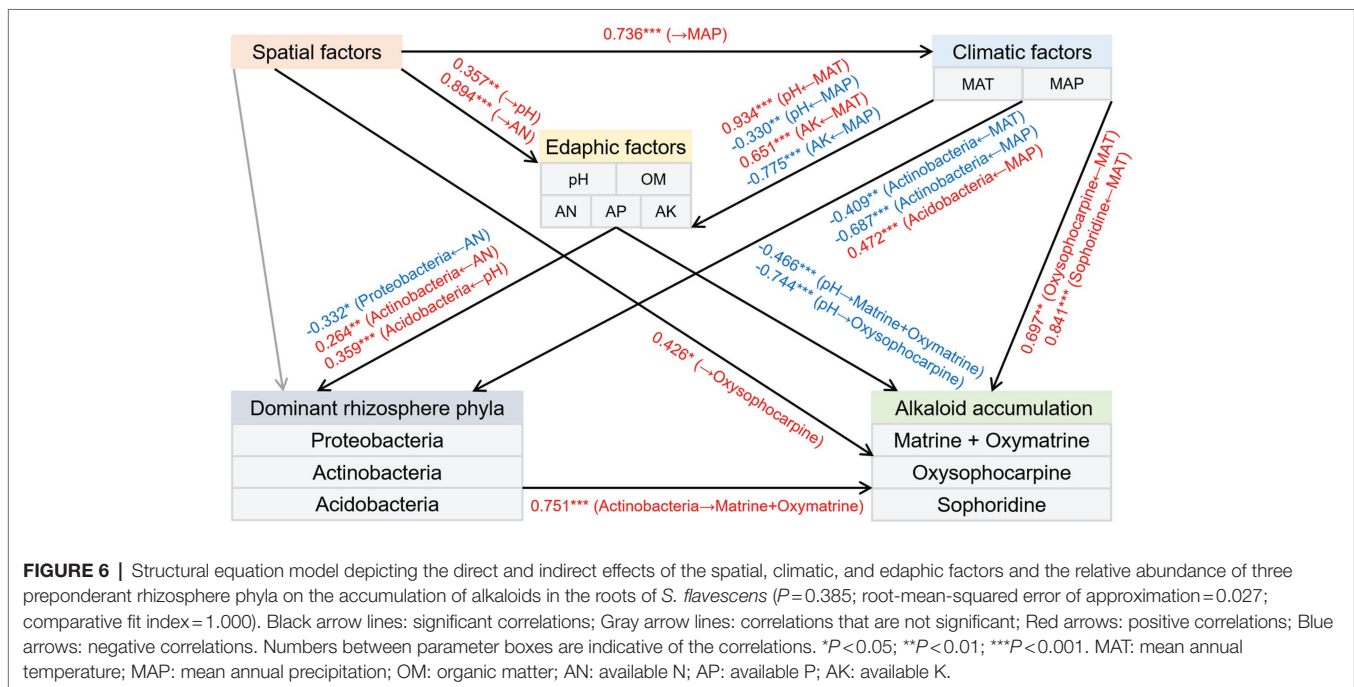 0.736*** (→MAP)
Spatial factors
Climatic factors
MAT MAP
0.357** (→pH)
0.894*** (→AN)
0.934*** (pH←MAT)
-0.330** (pH←MAP)
0.651*** (AK←MAT)
-0.775*** (AK←MAP)
Edaphic factors
pH OM
AN AP AK
-0.409** (Actinobacteria←MAT)
-0.687*** (Actinobacteria←MAP)
0.472*** (Acidobacteria←MAP)
0.697** (Oxysophocarpine←MAT)
0.841*** (Sophoridine←MAT)
-0.332* (Proteobacteria←AN)
0.264** (Actinobacteria←AN)
0.359*** (Acidobacteria←pH)
-0.466*** (pH→Matrine+Oxymatrine)
-0.744*** (pH→Oxysophocarpine)
0.426* (→Oxysophocarpine)
Dominant rhizosphere phyla
Proteobacteria
Actinobacteria
Acidobacteria
Alkaloid accumulation
Matrine + Oxymatrine
Oxysophocarpine
Sophoridine
0.751*** (Actinobacteria→Matrine+Oxymatrine)
FIGURE 6 | Structural equation model depicting the direct and indirect effects of the spatial, climatic, and edaphic factors and the relative abundance of three
preponderant rhizosphere phyla on the accumulation of alkaloids in the roots of S. flavescens (P=0.385; root-mean-squared error of approximation=0.027;
comparative fit index=1.000). Black arrow lines: significant correlations; Gray arrow lines: correlations that are not significant; Red arrows: positive correlations; Blue
arrows: negative correlations. Numbers between parameter boxes are indicative of the correlations. *P<0.05; **P<0.01; ***P<0.001. MAT: mean annual
temperature; MAP: mean annual precipitation; OM: organic matter; AN: available N; AP: available P; AK: available K.